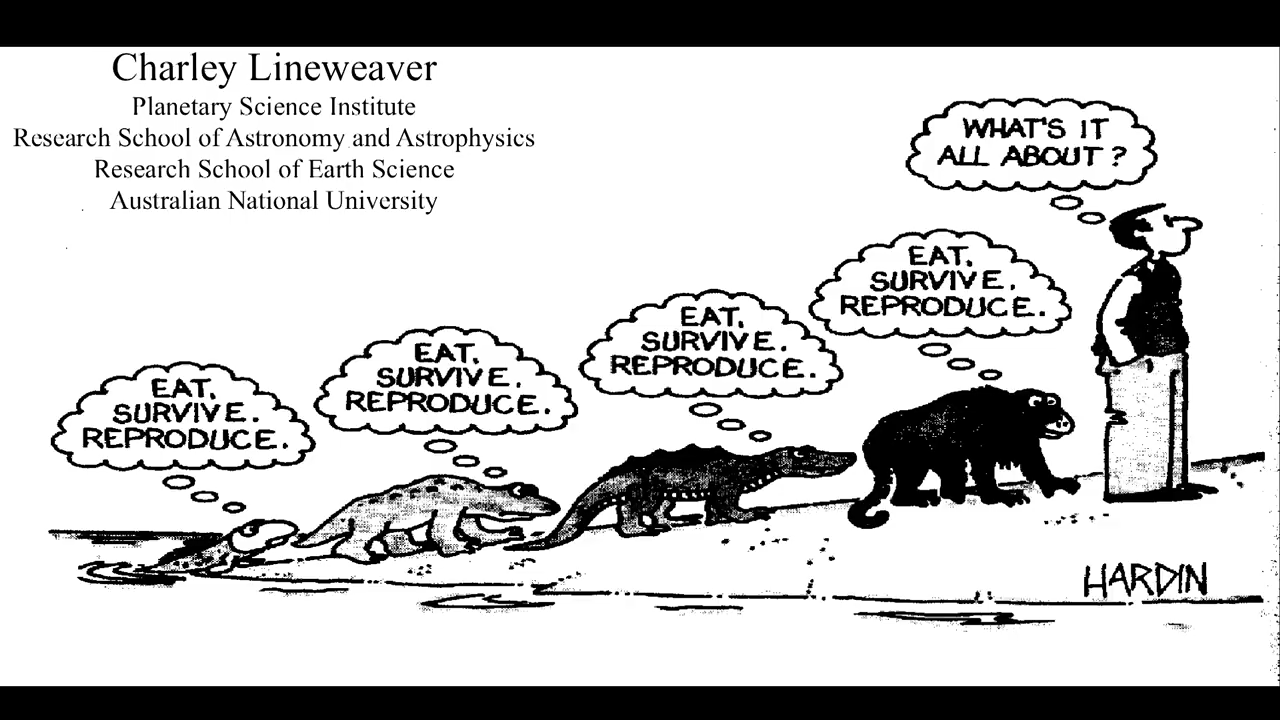 Charley Lineweaver
Planetary Science Institute
Research School of Astronomy and Astrophysics
Research School of Earth Science
Australian National University
EAT.
SURVIVE.
REPRODUCE.
EAT.
SURVIVE.
REPRODUCE.
EAT.
SURVIVE.
REPRODUCE.
EAT.
SURVIVE.
REPRODUCE.
WHAT'S IT
ALL ABOUT?
HARDIN